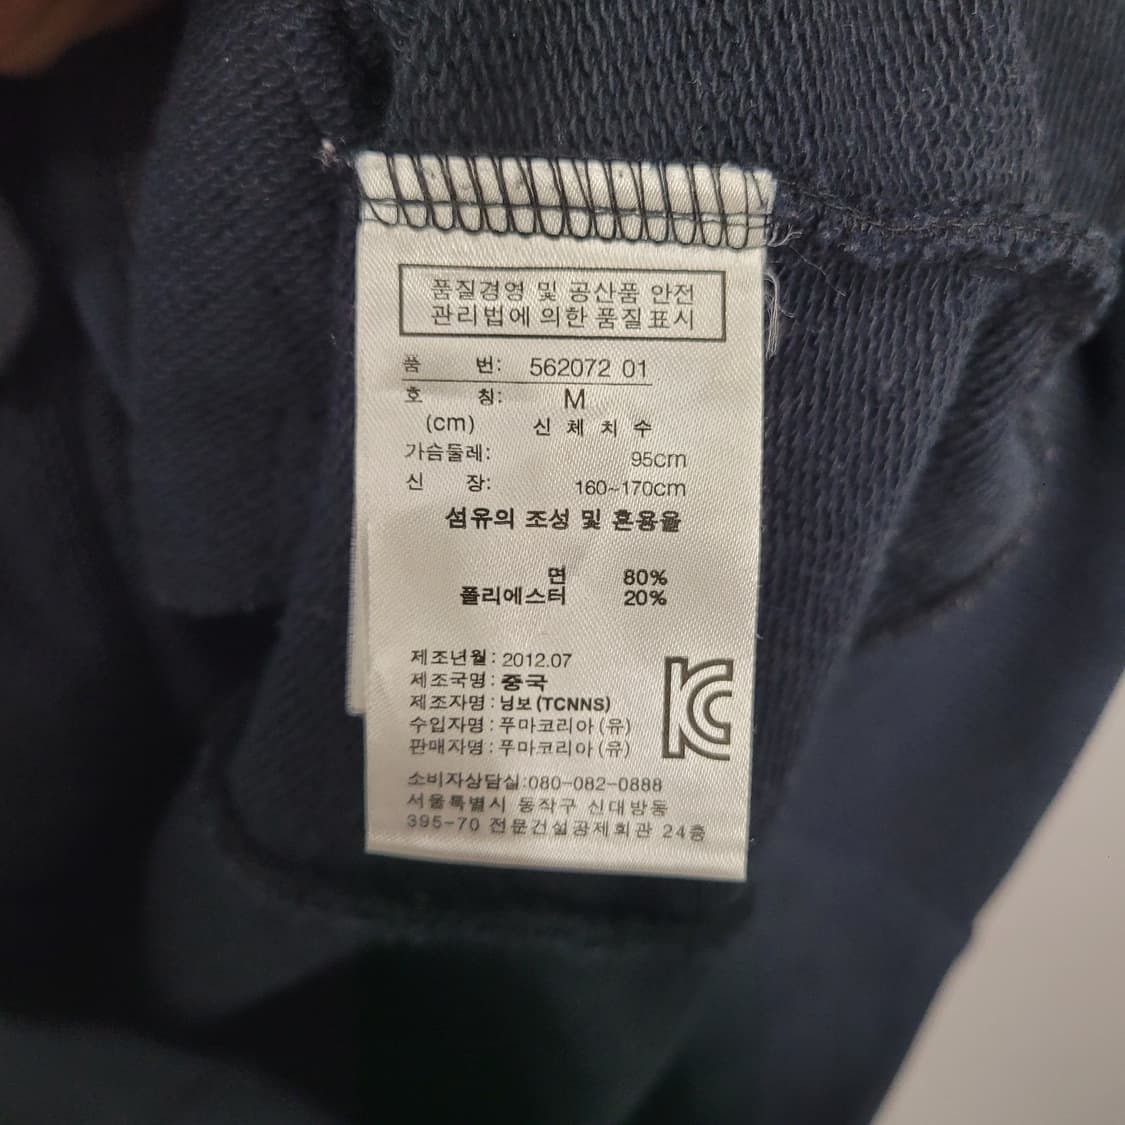 품질경영 및 공산품 안전
관리법에 의한 품질표시
품 번: 562072 01
호 칭: M
(cm) 신 체 치 수
가슴둘레: 95cm
신 장: 160~170cm
섬유의 조성 및 혼용율
면 80%
폴리에스터 20%
제조년월: 2012.07
제조국명: 중국
제조자명: 닝보(TCNNS)
수입자명: 푸마코리아(유)
판매자명: 푸마코리아(유)
KC
소비자상담실:080-082-0888
서울특별시 동작구 신대방동
395-70 전문건설공제회관 24층